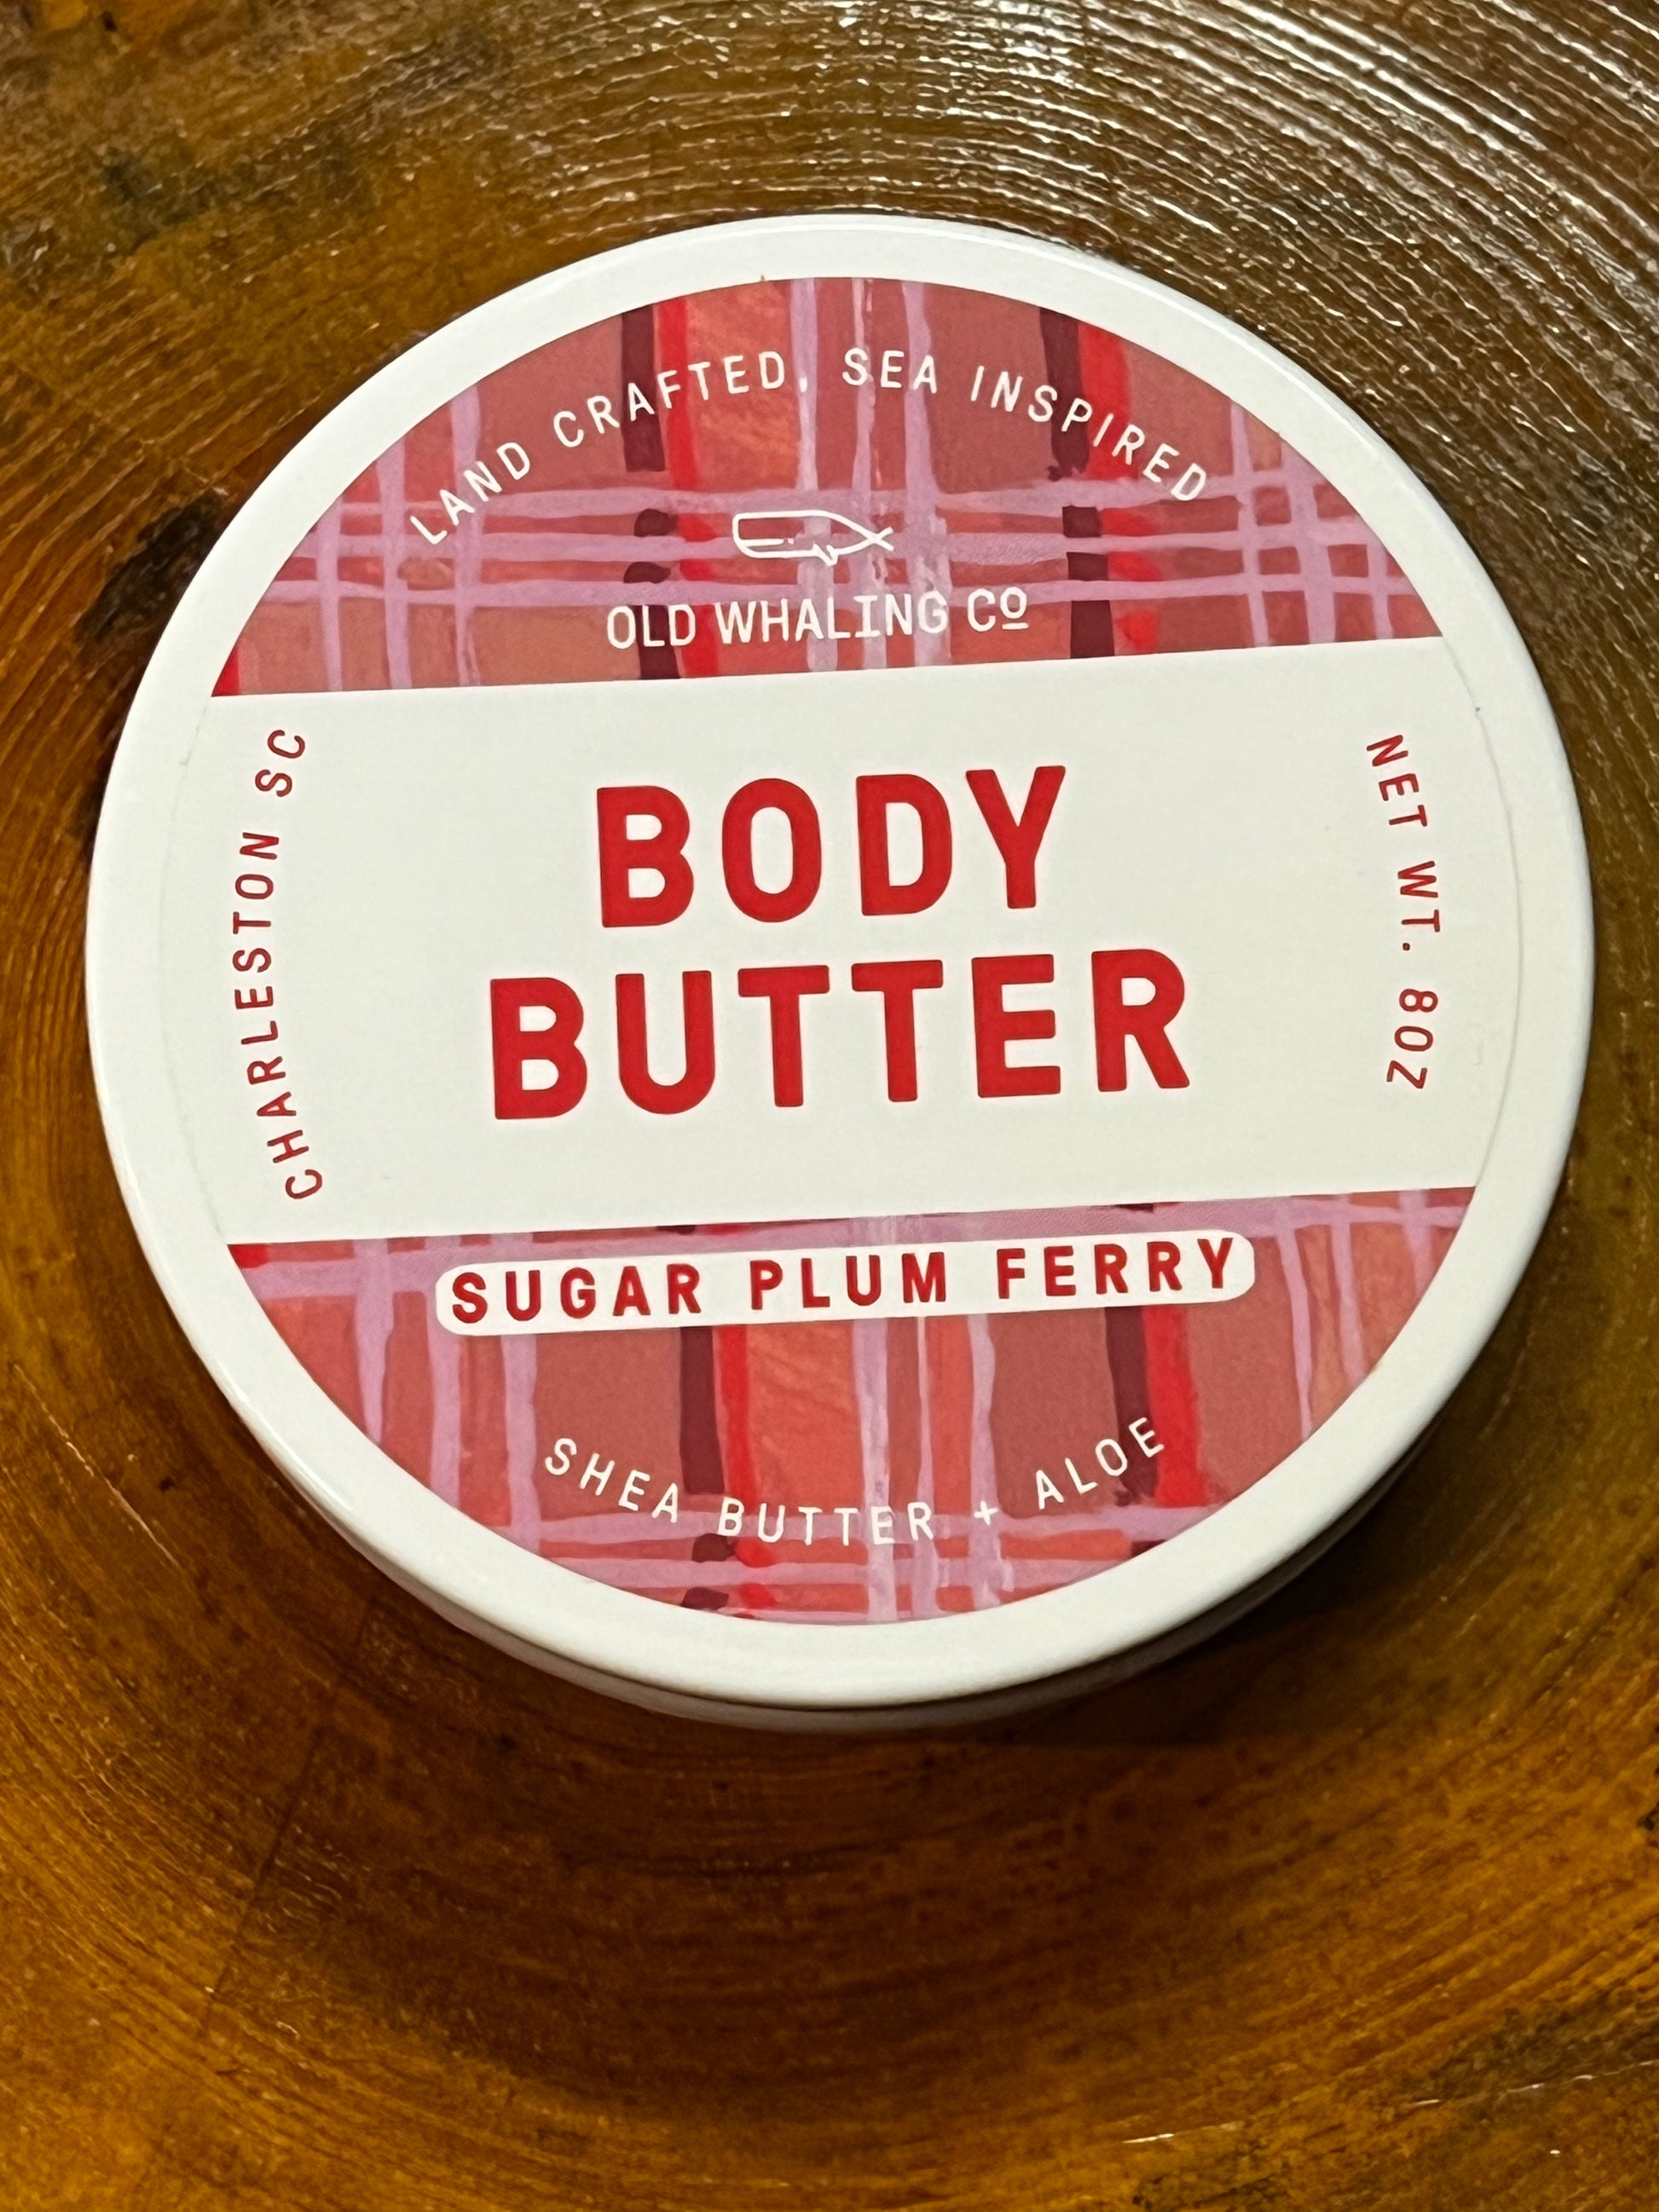 LAND CRAFTED, SEA INSPIRED
OLD WHALING Cº
CHARLESTON SC
BODY
BUTTER
NET WT. 8OZ
SUGAR PLUM FERRY
SHEA BUTTER + ALOE